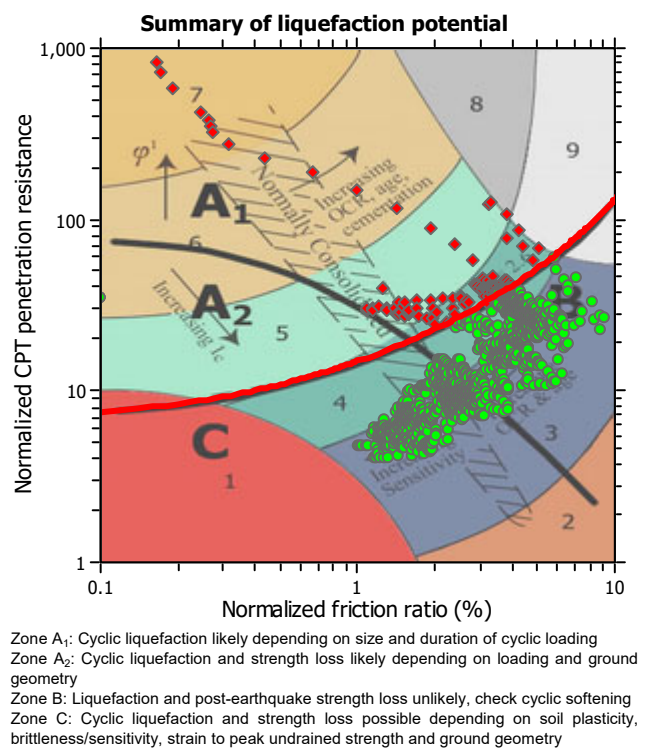 Summary of liquefaction potential
Normalized CPT penetration resistance
1,000
100
10
1
0.1
1
10
Normalized friction ratio (%)
7
8
9
φ'
A1
Normally Consolidated
Increasing
OCR, age,
cementation
6
A2
Increasing Ic
5
B
4
C
1
3
2
Sensitivity
Zone A₁: Cyclic liquefaction likely depending on size and duration of cyclic loading
Zone A₂: Cyclic liquefaction and strength loss likely depending on loading and ground
geometry
Zone B: Liquefaction and post-earthquake strength loss unlikely, check cyclic softening
Zone C: Cyclic liquefaction and strength loss possible depending on soil plasticity,
brittleness/sensitivity, strain to peak undrained strength and ground geometry